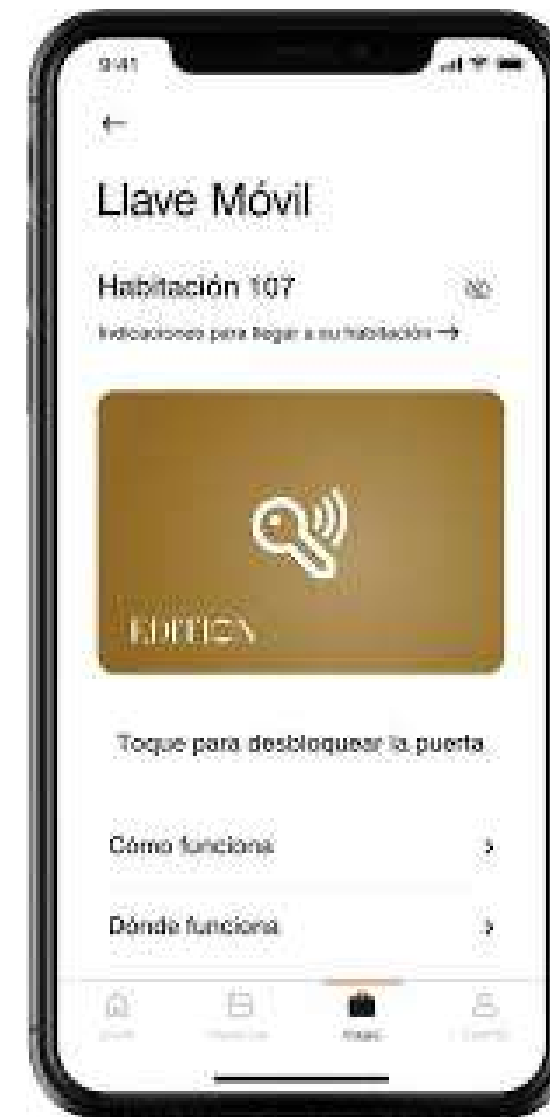 9:41
Llave Móvil
Habitación 107
Indicaciones para llegar a su habitación →
Toque para desbloquear la puerta
Cómo funciona
Dónde funciona